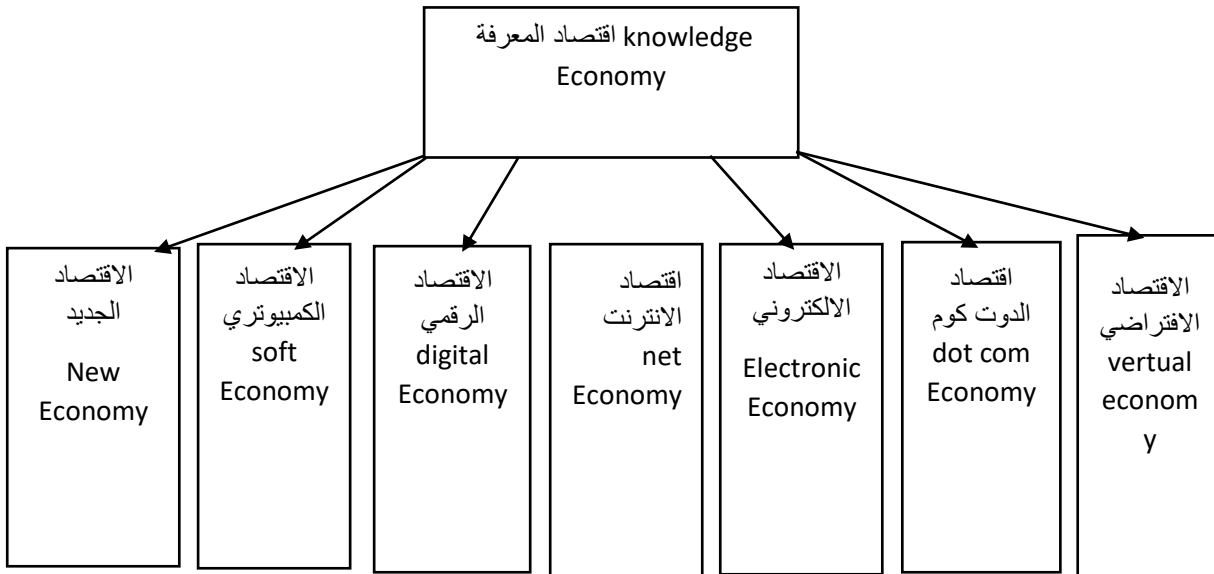 اقتصاد المعرفة knowledge
Economy
الاقتصاد
الجديد
New
Economy
الاقتصاد
الكمبيوتري
soft
Economy
الاقتصاد
الرقمي
digital
Economy
اقتصاد
الانترنت
net
Economy
الاقتصاد
الالكتروني
Electronic
Economy
اقتصاد
الدوت كوم
dot com
Economy
الاقتصاد
الافتراضي
vertual
econom
y